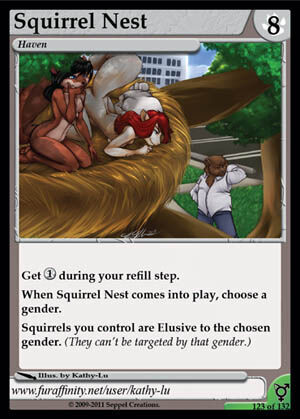 Squirrel Nest 8
Haven
Get 1 during your refill step.
When Squirrel Nest comes into play, choose a
gender.
Squirrels you control are Elusive to the chosen
gender. (They can't be targeted by that gender.)
Illus. by Kathy-Lu
www.furaffinity.net/user/kathy-lu
© 2009-2011 Seppel Creations.
123 of 132